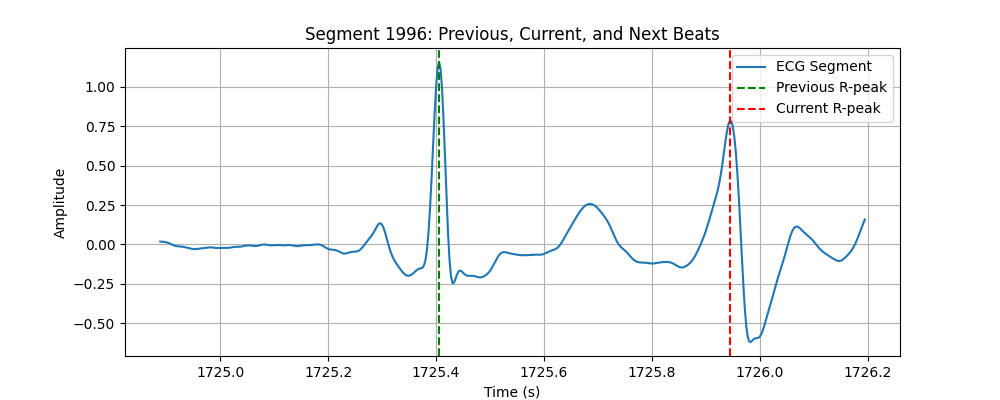 Segment 1996: Previous, Current, and Next Beats
ECG Segment
Previous R-peak
Current R-peak
Amplitude
1.00
0.75
0.50
0.25
0.00
−0.25
−0.50
1725.0 1725.2 1725.4 1725.6 1725.8 1726.0 1726.2
Time (s)